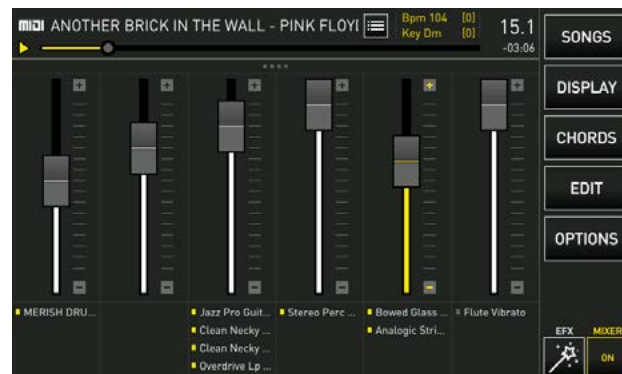 MIDI ANOTHER BRICK IN THE WALL - PINK FLOY
Bpm 104 [0]
Key Dm [0]
15.1
-03:06
SONGS
DISPLAY
CHORDS
EDIT
OPTIONS
MERISH DRU...
Jazz Pro Guit...
Clean Necky ...
Clean Necky ...
Overdrive Lp ...
Stereo Perc ...
Bowed Glass ...
Analogic Stri...
Flute Vibrato
EFX
MIXER
ON